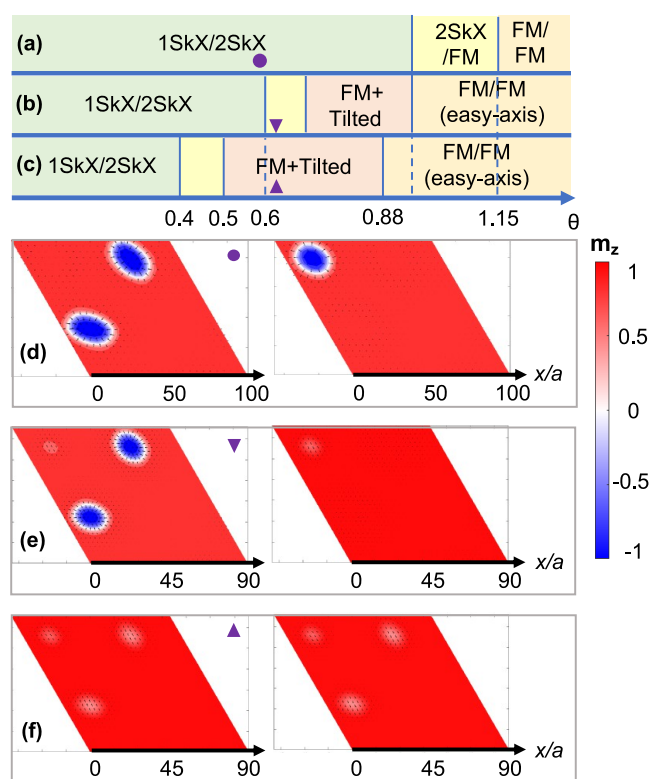 (a) 1SkX/2SkX 2SkX /FM FM/ FM
(b) 1SkX/2SkX FM+ Tilted FM/FM (easy-axis)
(c) 1SkX/2SkX FM+Tilted FM/FM (easy-axis)
0.4 0.5 0.6 0.88 1.15 θ
(d)
0 50 100 0 50 100 x/a
(e)
0 45 90 0 45 90 x/a
(f)
0 45 90 0 45 90
m_z
1
0.5
0
-0.5
-1